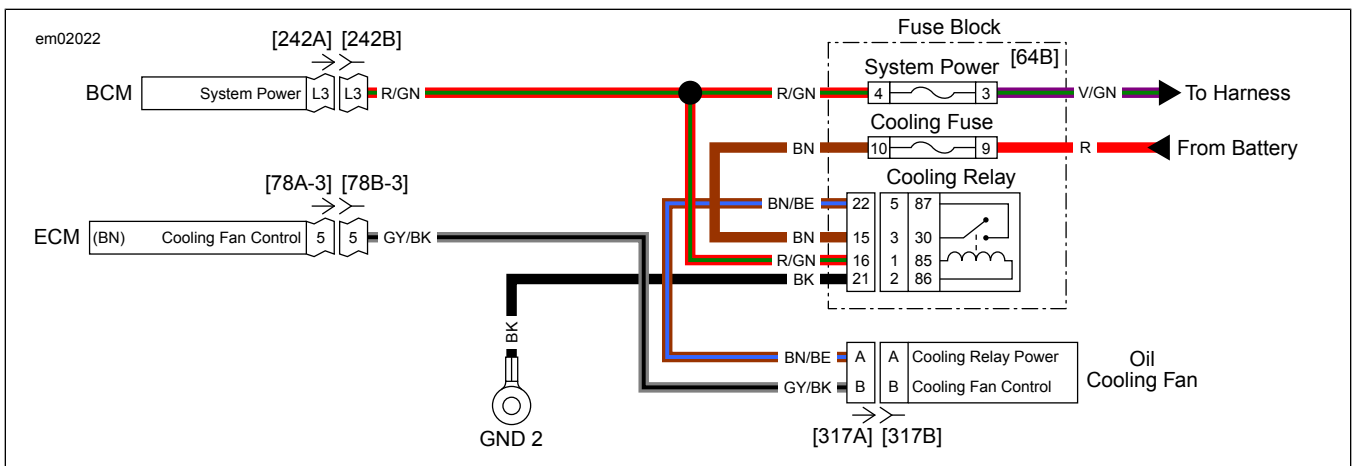 em02022
[242A] [242B]
Fuse Block
[64B]
System Power
BCM System Power L3 L3 R/GN R/GN 4 3 V/GN To Harness
Cooling Fuse
BN 10 9 R From Battery
[78A-3] [78B-3]
Cooling Relay
BN/BE 22 5 87
ECM (BN) Cooling Fan Control 5 5 GY/BK BN 15 3 30
R/GN 16 1 85
BK 21 2 86
BK
BN/BE A A Cooling Relay Power
Oil
Cooling Fan
GY/BK B B Cooling Fan Control
GND 2
[317A] [317B]